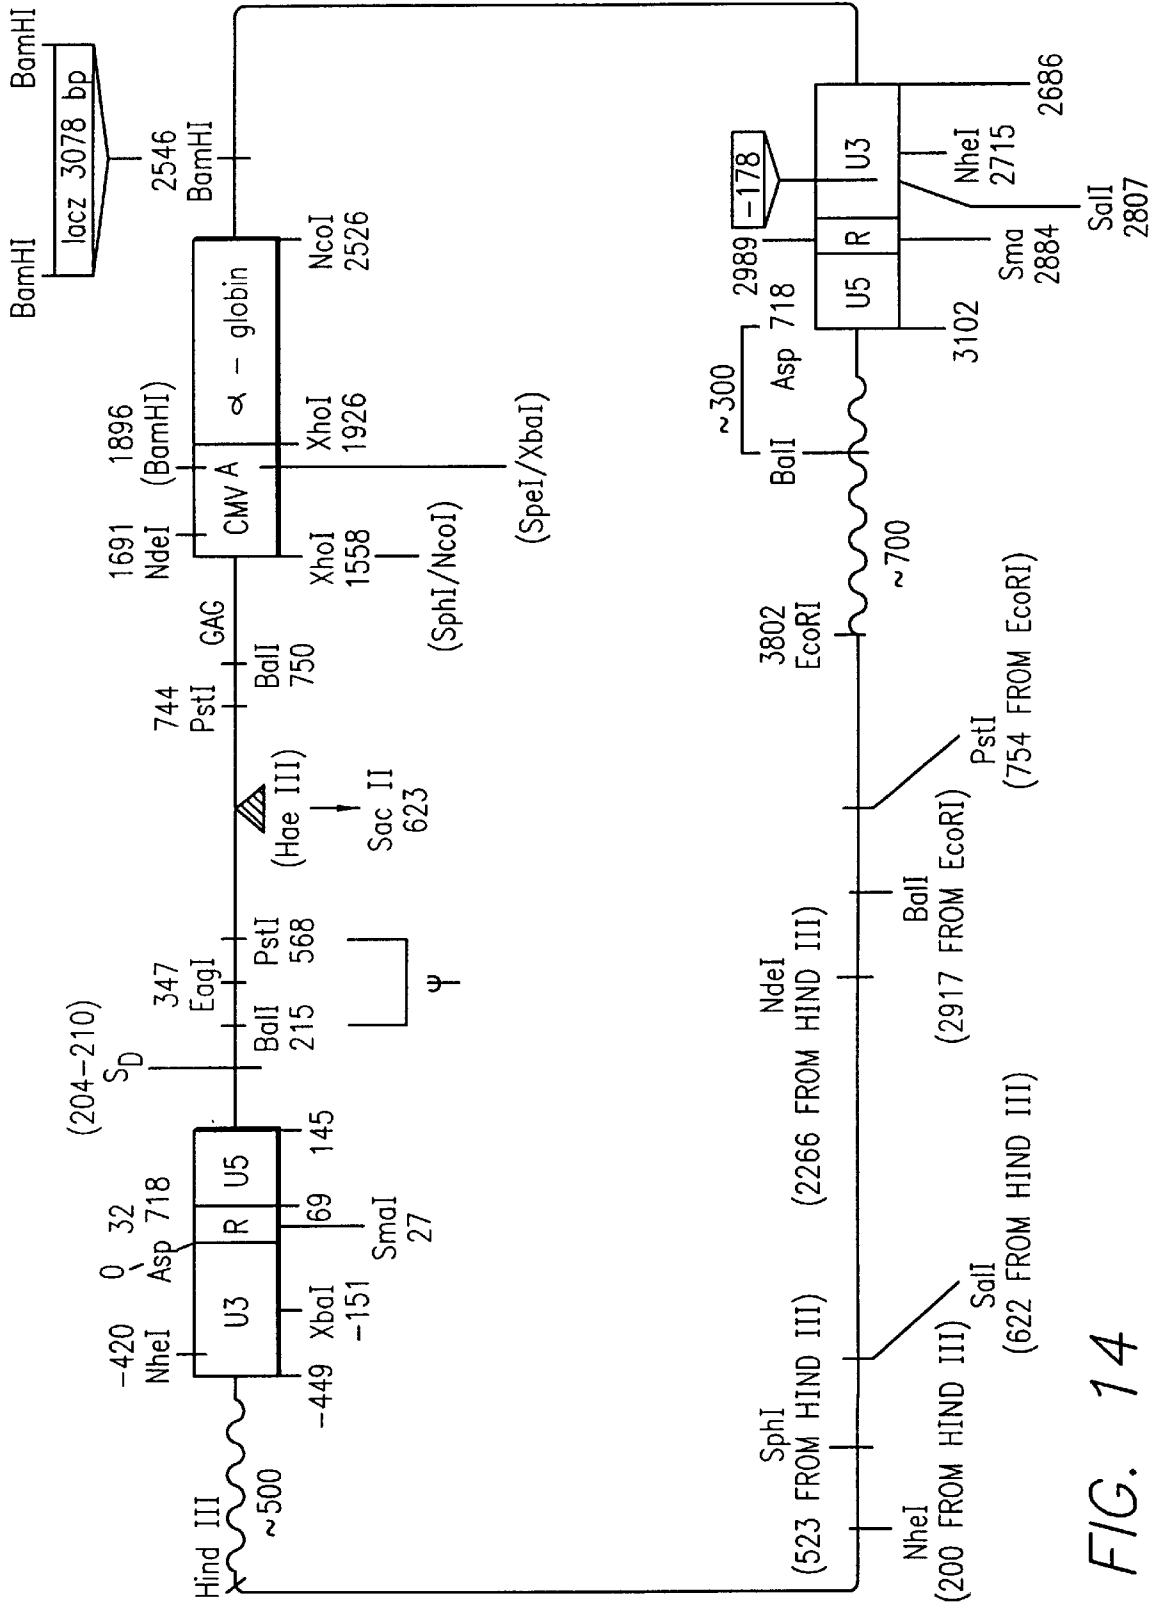 BamHI
BamHI
lacz 3078 bp
2546
BamHI
Hind III
~500
-420
NheI
0
32
Asp 718
U3
R
U5
-449
XbaI
-151
69
SmaI
27
145
(204-210)
SD
BalI
215
347
EagI
PstI
568
ψ
(Hae III)
Sac II
623
744
PstI
BalI
750
GAG
1691
NdeI
1896
(BamHI)
CMV A
α - globin
XhoI
1558
(SphI/NcoI)
XhoI
1926
(SpeI/XbaI)
NcoI
2526
NheI
(200 FROM HIND III)
SphI
(523 FROM HIND III)
SalI
(622 FROM HIND III)
NdeI
(2266 FROM HIND III)
BalI
(2917 FROM EcoRI)
PstI
(754 FROM EcoRI)
3802
EcoRI
~700
~300
BalI
Asp 718
2989
-178
U5
R
U3
3102
Sma
2884
NheI
2715
SalI
2807
2686
FIG. 14